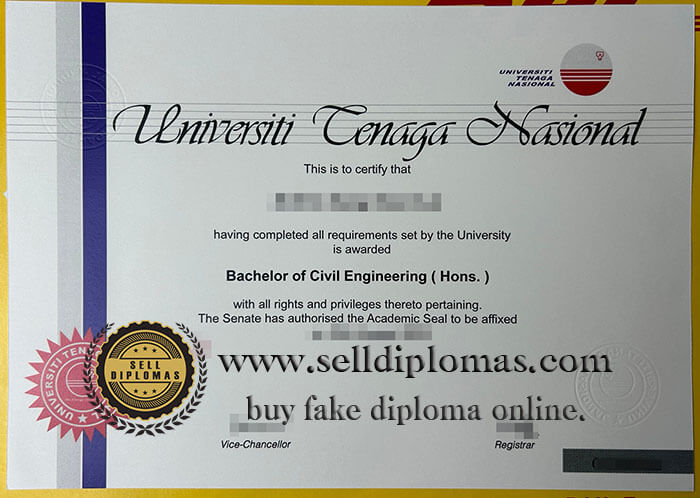 UNIVERSITI
TENAGA
NASIONAL
Universiti Tenaga Nasional
This is to certify that
having completed all requirements set by the University
is awarded
Bachelor of Civil Engineering ( Hons. )
with all rights and privileges thereto pertaining.
The Senate has authorised the Academic Seal to be affixed
UNIVERSITI TEN
SELL
DIPLOMAS
www.selldiplomas.com
buy fake diploma online.
Vice-Chancellor
Registrar